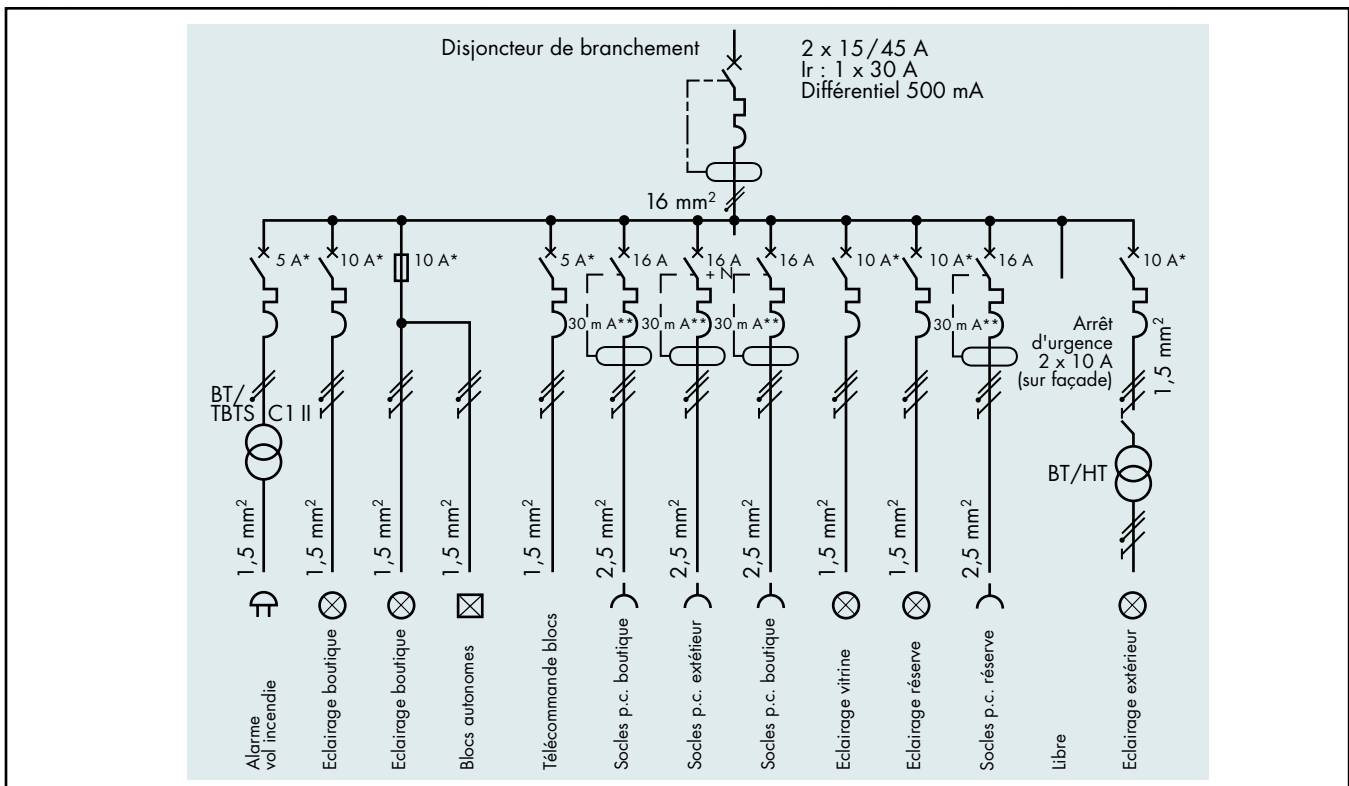 Disjoncteur de branchement
2 x 15/45 A
Ir : 1 x 30 A
Différentiel 500 mA
16 mm²
5 A*
10 A*
10 A*
5 A*
16 A
16 A
+ N
16 A
10 A*
10 A*
16 A
10 A*
30 m A**
30 m A**
30 m A**
30 m A**
Arrêt
d'urgence
2 x 10 A
(sur façade)
1,5 mm²
BT/
TBTS C1 II
BT/HT
1,5 mm²
1,5 mm²
1,5 mm²
1,5 mm²
1,5 mm²
2,5 mm²
2,5 mm²
2,5 mm²
1,5 mm²
1,5 mm²
2,5 mm²
Alarme
vol incendie
Eclairage boutique
Eclairage boutique
Blocs autonomes
Télécommande blocs
Socles p.c. boutique
Socles p.c. extétieur
Socles p.c. boutique
Eclairage vitrine
Eclairage réserve
Socles p.c. réserve
Libre
Eclairage extérieur